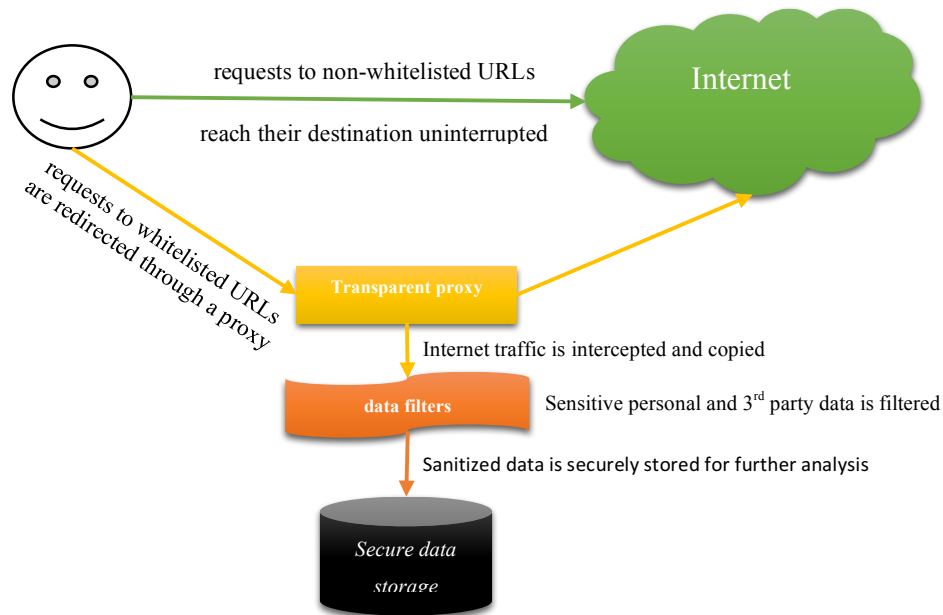 requests to non-whitelisted URLs
reach their destination uninterrupted
Internet
requests to whitelisted URLs
are redirected through a proxy
Transparent proxy
Internet traffic is intercepted and copied
data filters
Sensitive personal and 3rd party data is filtered
Sanitized data is securely stored for further analysis
Secure data
storage